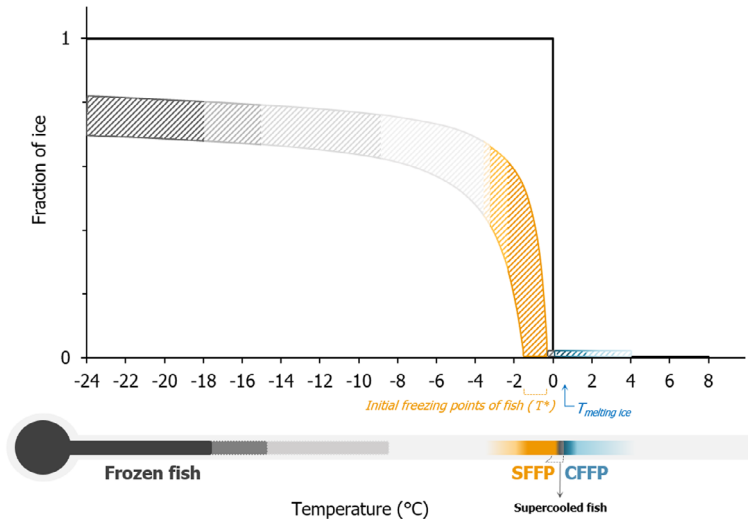 1
Fraction of ice
0
-24 -22 -20 -18 -16 -14 -12 -10 -8 -6 -4 -2 0 2 4 6 8
Initial freezing points of fish (T*)
T melting ice
Frozen fish
SFFP CFFP
Supercooled fish
Temperature (°C)